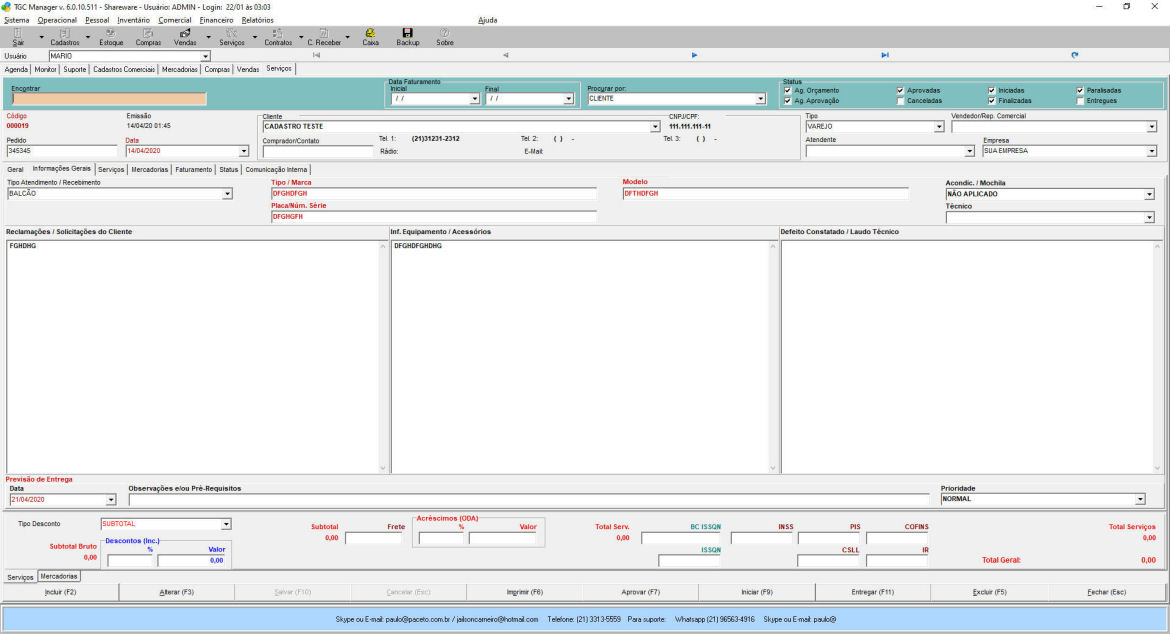 TGC Manager v. 6.0.10.511 - Shareware - Usuário: ADMIN - Login: 22/01 às 03:03
Sistema Operacional Pessoal Inventário Comercial Financeiro Relatórios Ajuda
Sair Cadastros Estoque Compras Vendas Serviços Contratos C. Receber Caixa Backup Sobre
Usuário MARIO
Agenda Monitor Suporte Cadastros Comerciais Mercadorias Compras Vendas Serviços
Encontrar
Data Faturamento
Inicial Final
/ / / /
Procurar por:
CLIENTE
Status
Ag. Orçamento Aprovadas Iniciadas Paralisadas
Ag. Aprovação Canceladas Finalizadas Entregues
Código Emissão Cliente CNPJ/CPF: Tipo Vendedor/Rep. Comercial
000019 14/04/20 01:45 CADASTRO TESTE 111.111.111-11 VAREJO
Pedido Data Comprador/Contato Tel. 1: (21)31231-2312 Tel. 2: ( ) - Tel. 3: ( ) - Atendente Empresa
345345 14/04/2020 Rádio: E-Mail: SUA EMPRESA
Geral Informações Gerais Serviços Mercadorias Faturamento Status Comunicação Interna
Tipo Atendimento / Recebimento Tipo / Marca Modelo Acondic. / Mochila
BALCÃO DFGHDFGH DFTHDFGH NÃO APLICADO
Placa/Núm. Série Técnico
DFGHGFH
Reclamações / Solicitações do Cliente Inf. Equipamento / Acessórios Defeito Constatado / Laudo Técnico
FGHDHG DFGHDFGHDHG
Previsão de Entrega
Data Observações e/ou Pré-Requisitos Prioridade
21/04/2020 NORMAL
Tipo Desconto SUBTOTAL
Subtotal Frete Acréscimos (ODA) % Valor Total Serv. BC ISSQN INSS PIS COFINS Total Serviços
0,00 0,00 0,00
Subtotal Bruto Descontos (Inc.) % Valor ISSQN CSLL IR
0,00 0,00 Total Geral: 0,00
Serviços Mercadorias
Incluir (F2) Alterar (F3) Salvar (F10) Cancelar (Esc) Imprimir (F6) Aprovar (F7) Iniciar (F9) Entregar (F11) Excluir (F5) Fechar (Esc)
Skype ou E-mail: paulo@paceto.com.br / jailsoncarneiro@hotmail.com Telefone: (21) 3313-5559 Para suporte: Whatsapp (21) 96563-4916 Skype ou E-mail: paulo@